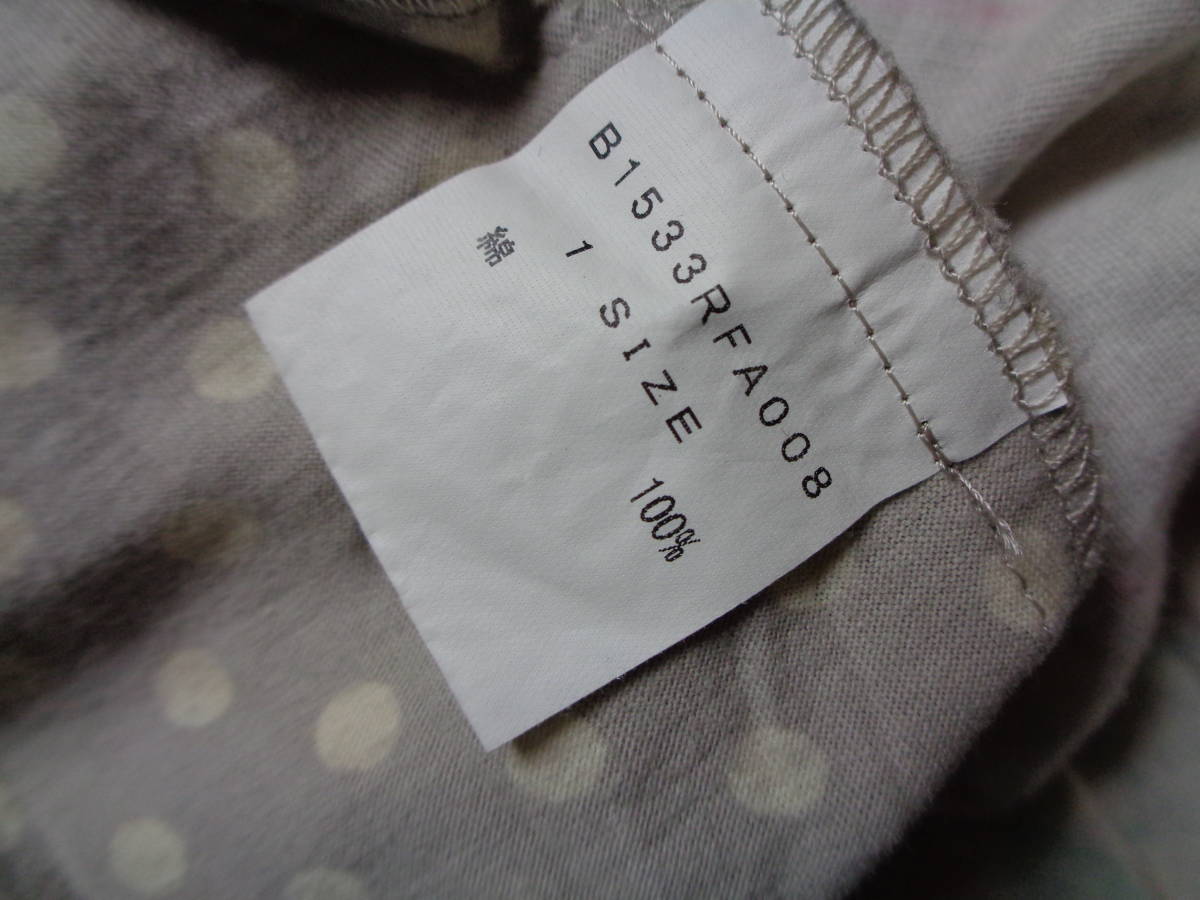 B1533RFA008
1 SIZE
綿 100%